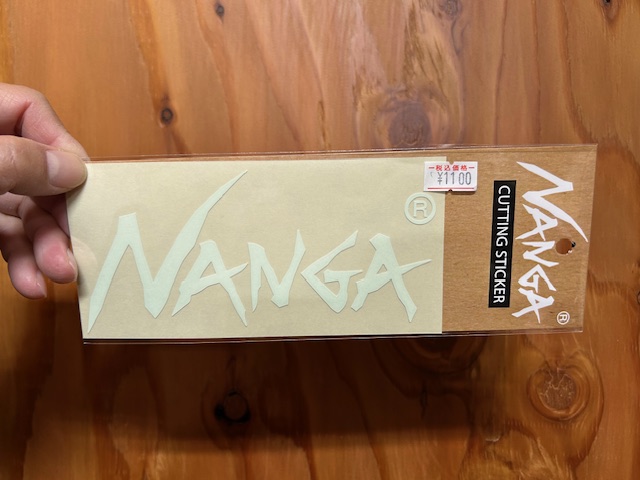 NANGA®
税込価格
¥1100
NANGA®
CUTTING STICKER